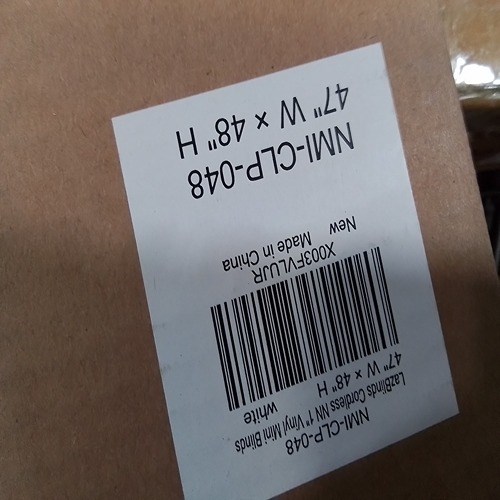 NMI-CLP-048
LazBlinds Cordless NN 1" Vinyl Mini Blinds
47" W × 48" H
white
X003FVLUJR
New
Made in China
NMI-CLP-048
47" W × 48" H